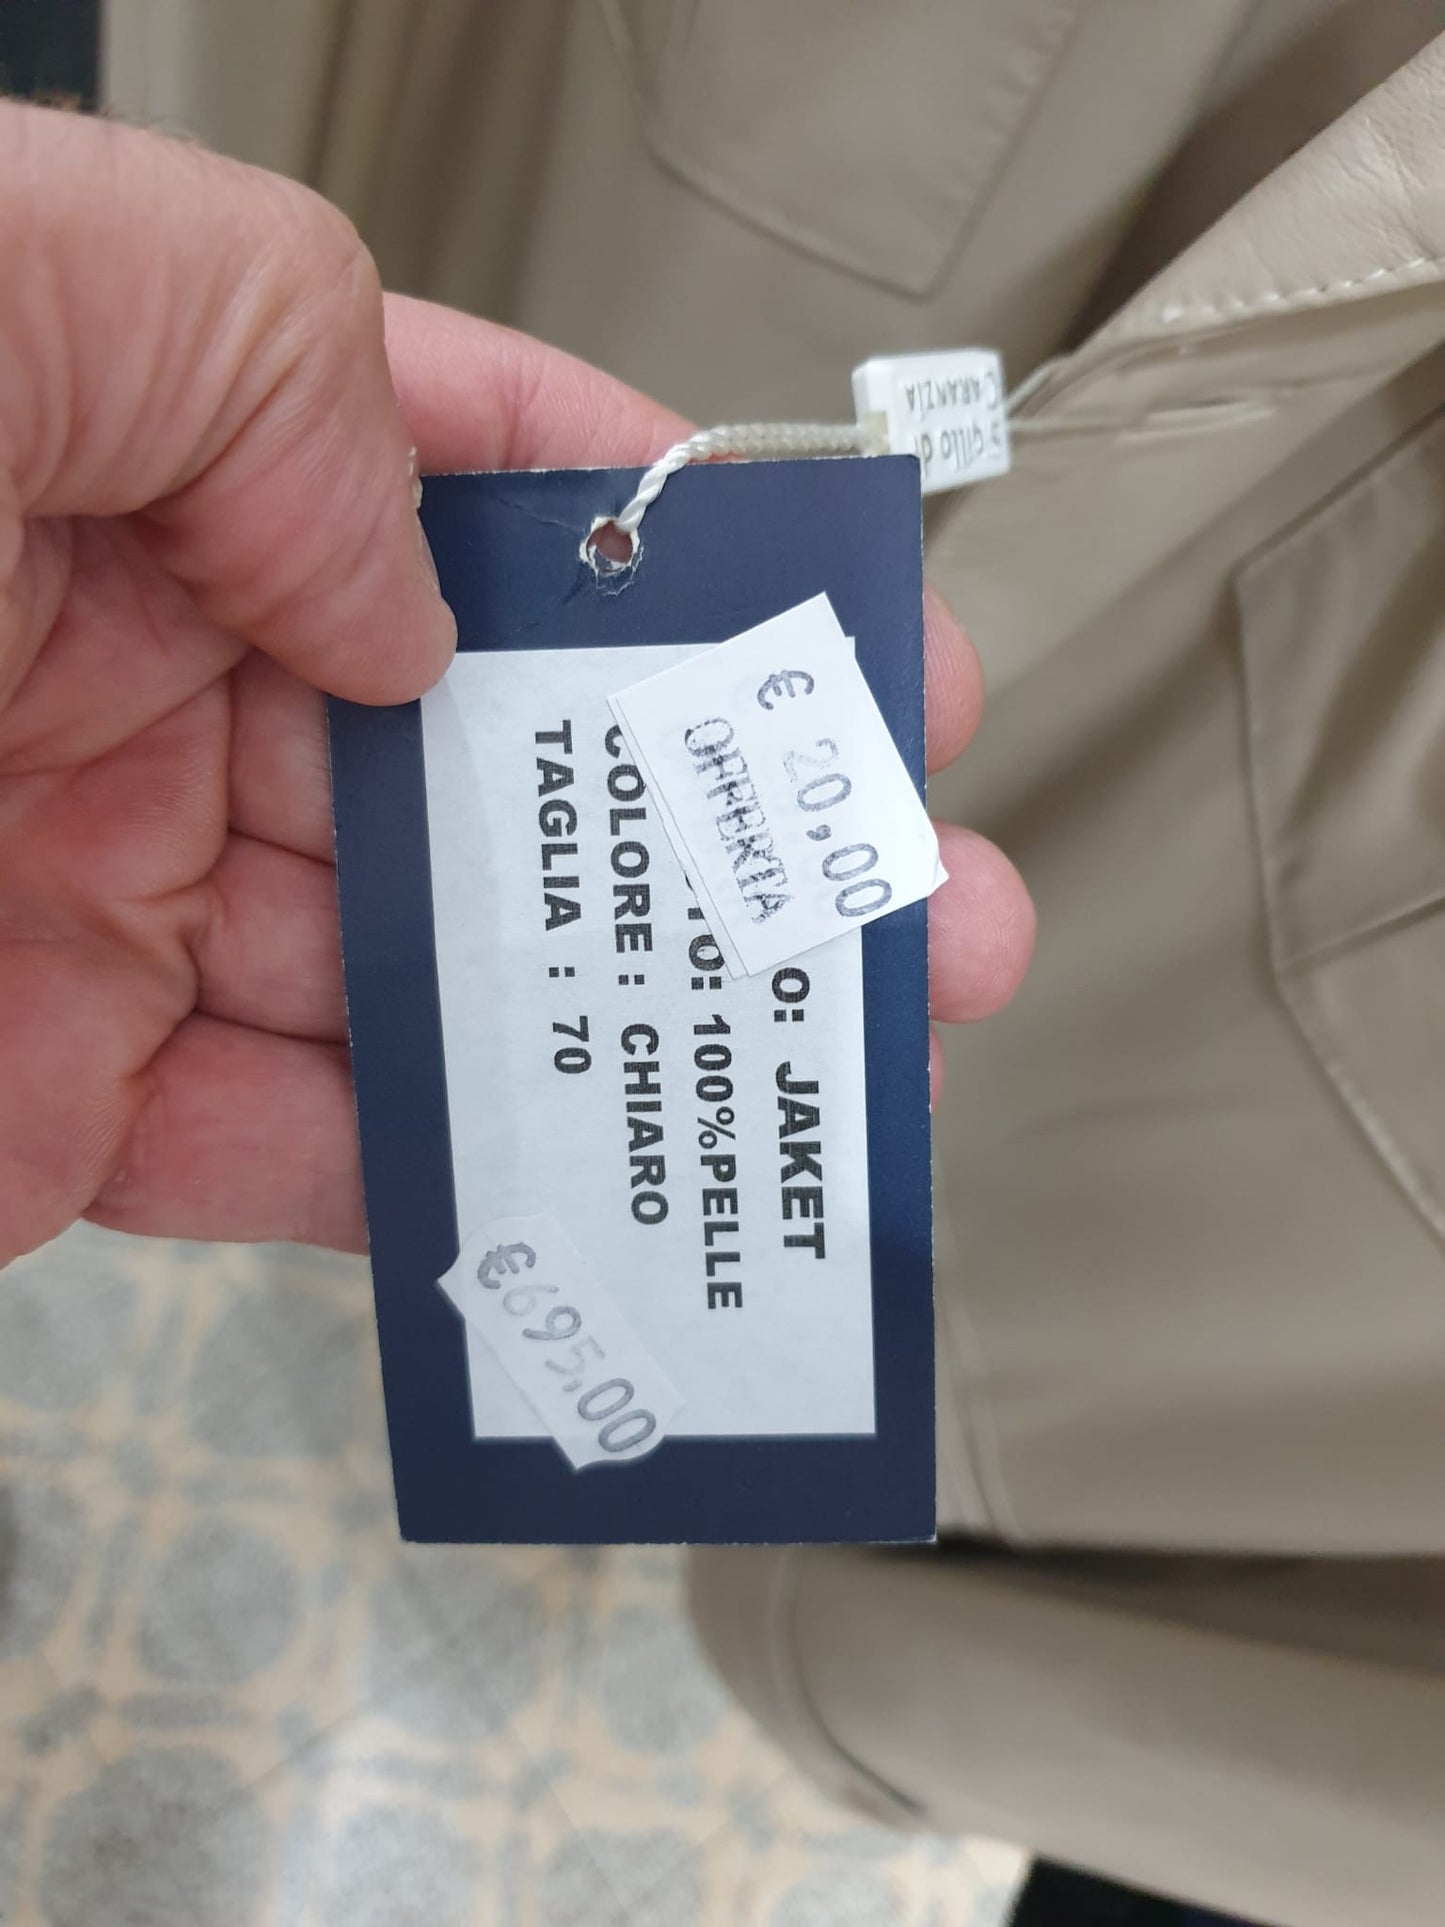 Sigillo di
GARANZIA
€ 20,00
OFFERTA
O: JAKET
TO: 100%PELLE
COLORE : CHIARO
TAGLIA : 70
€695,00